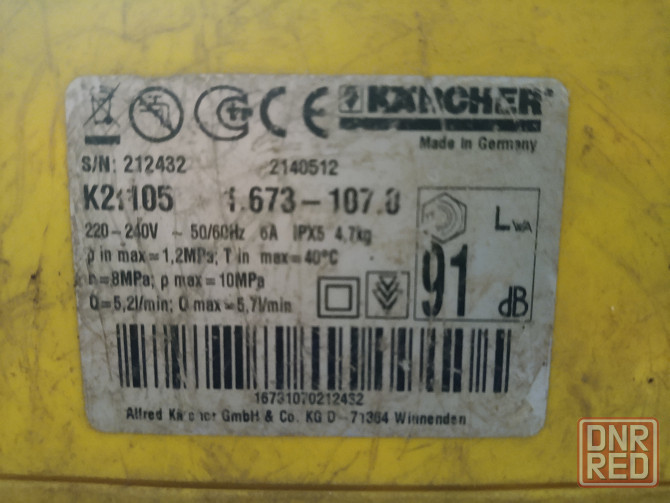 KÄRCHER
Made in Germany
S/N: 212432 2140512
K2.105 1.673-107.0
220-240V ~ 50/60Hz 6A IPX5 4,7kg
p in max=1,2MPa; T in max=40°C
p=8MPa; p max=10MPa
Q=5,2l/min; Q max=5,7l/min
LWA
91 dB
16731070212432
Alfred Kärcher GmbH & Co. KG D-71364 Winnenden
DNR
RED